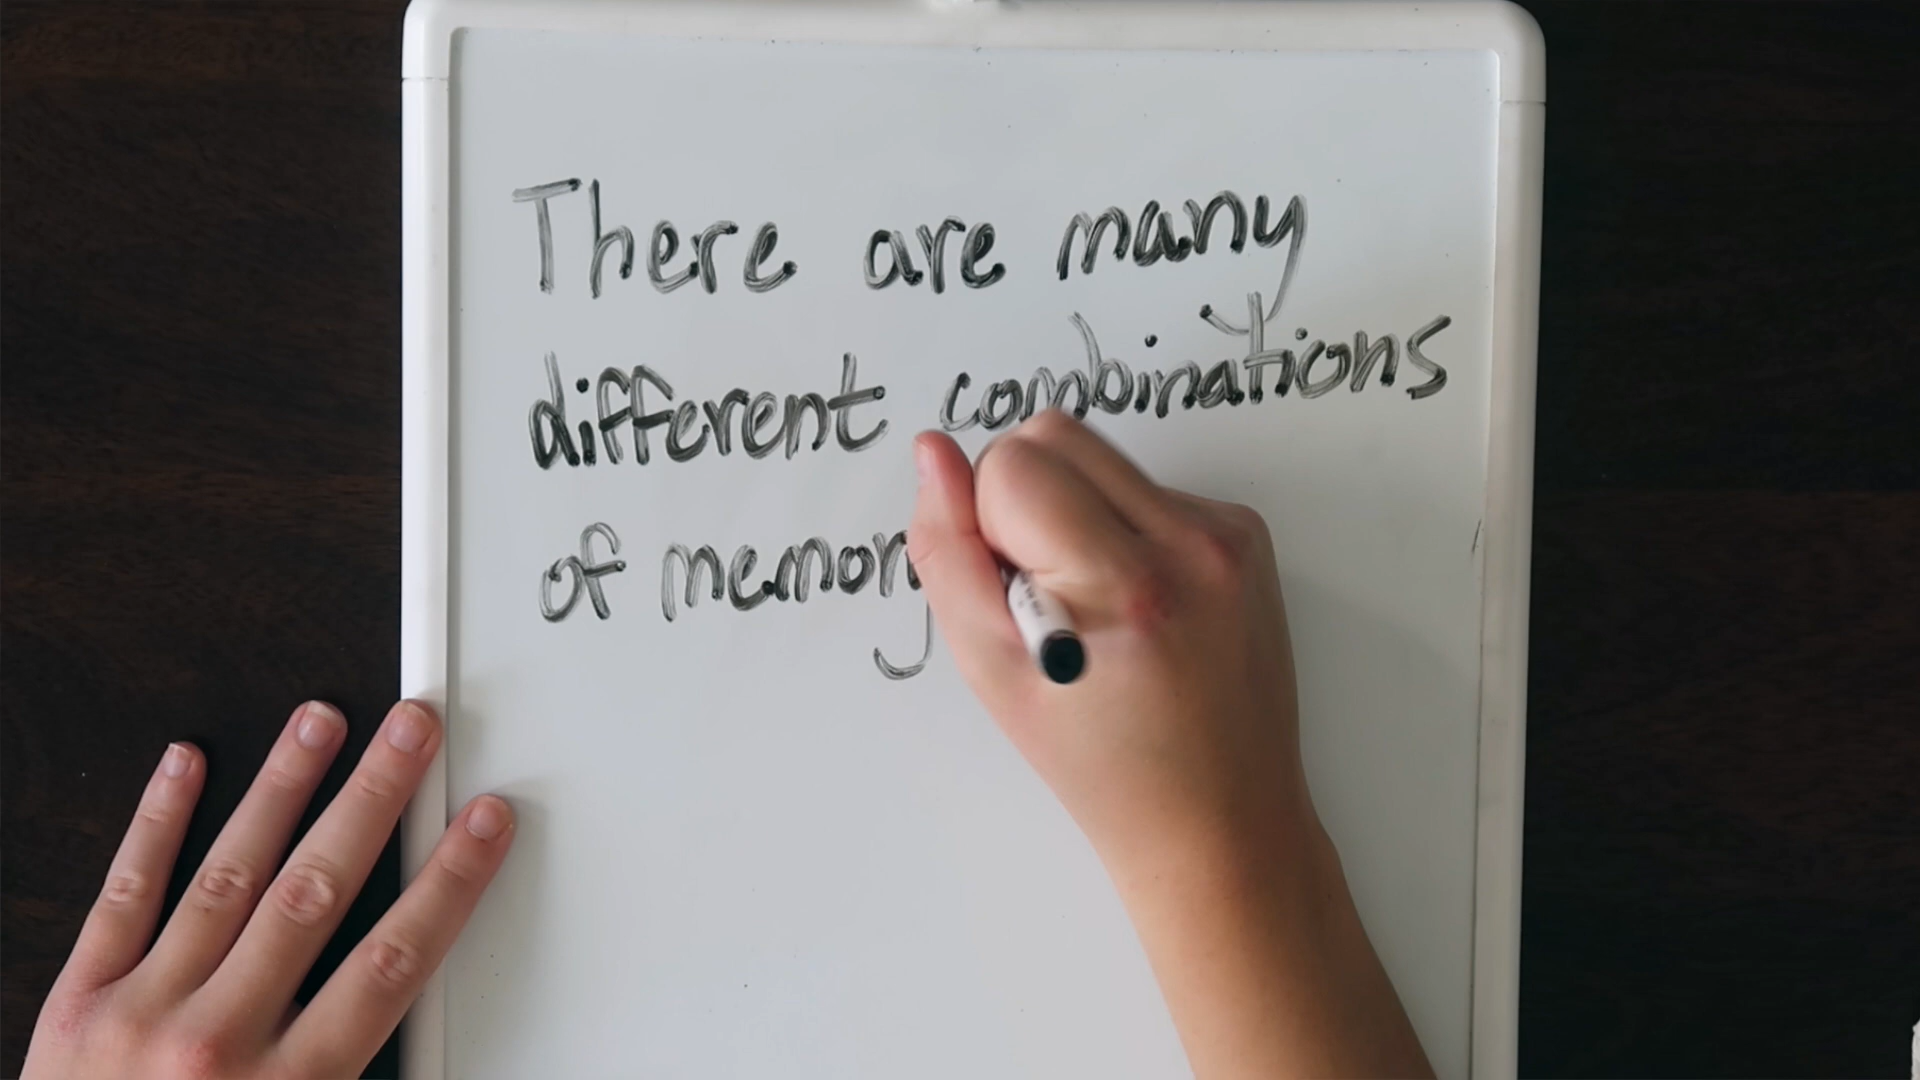 There are many
different combinations
of memory